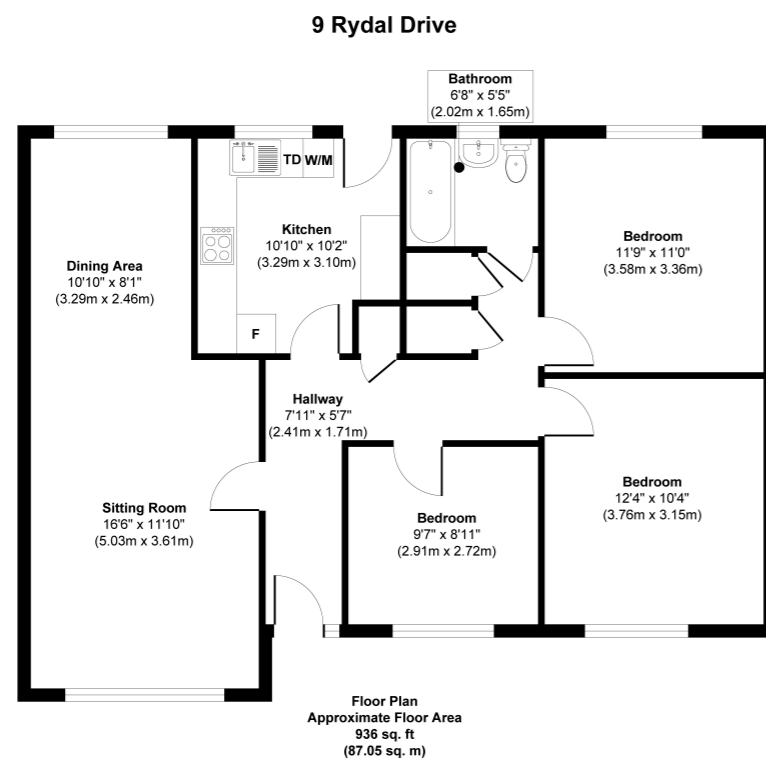 9 Rydal Drive
Bathroom
6'8" x 5'5"
(2.02m x 1.65m)
TD W/M
Kitchen
10'10" x 10'2"
(3.29m x 3.10m)
Bedroom
11'9" x 11'0"
(3.58m x 3.36m)
Dining Area
10'10" x 8'1"
(3.29m x 2.46m)
F
Hallway
7'11" x 5'7"
(2.41m x 1.71m)
Bedroom
12'4" x 10'4"
(3.76m x 3.15m)
Sitting Room
16'6" x 11'10"
(5.03m x 3.61m)
Bedroom
9'7" x 8'11"
(2.91m x 2.72m)
Floor Plan
Approximate Floor Area
936 sq. ft
(87.05 sq. m)